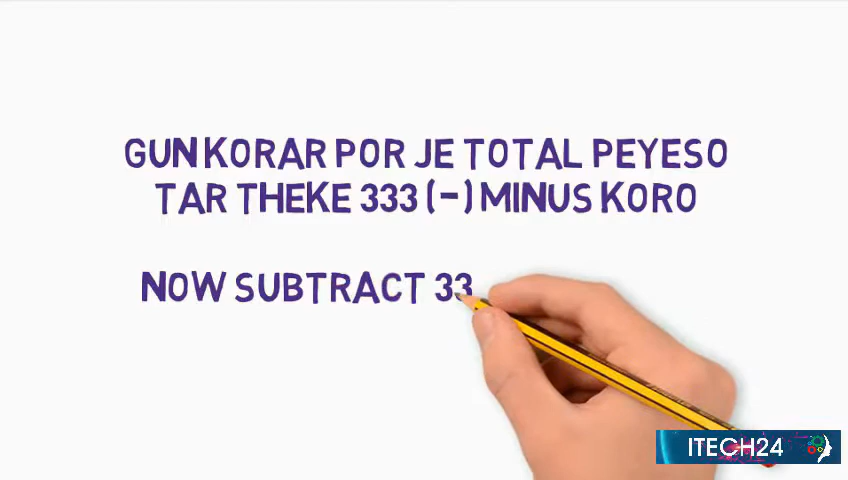 GUN KORAR POR JE TOTAL PEYESO
TAR THEKE 333 (-) MINUS KORO
NOW SUBTRACT 33
ITECH24